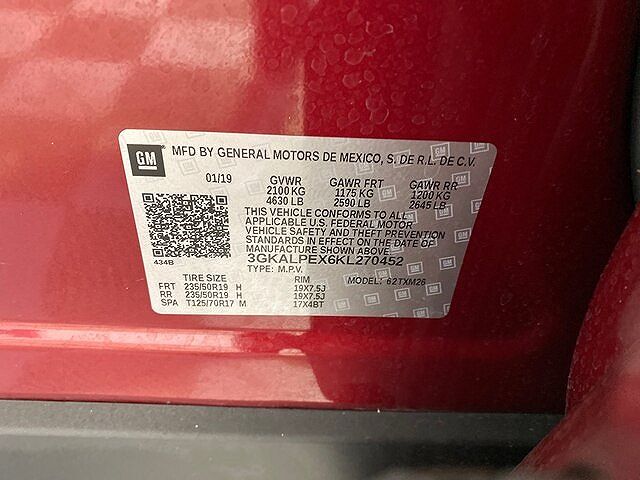 GM MFD BY GENERAL MOTORS DE MEXICO, S. DE R.L. DE C.V.
01/19 GVWR GAWR FRT GAWR RR
2100 KG 1175 KG 1200 KG
4630 LB 2590 LB 2645 LB
THIS VEHICLE CONFORMS TO ALL
APPLICABLE U.S. FEDERAL MOTOR
VEHICLE SAFETY AND THEFT PREVENTION
STANDARDS IN EFFECT ON THE DATE OF
MANUFACTURE SHOWN ABOVE.
434B 3GKALPEX6KL270452
TYPE: M.P.V.
TIRE SIZE RIM MODEL: 62TXM26
FRT 235/50R19 H 19X7.5J
RR 235/50R19 H 19X7.5J
SPA T125/70R17 M 17X4BT